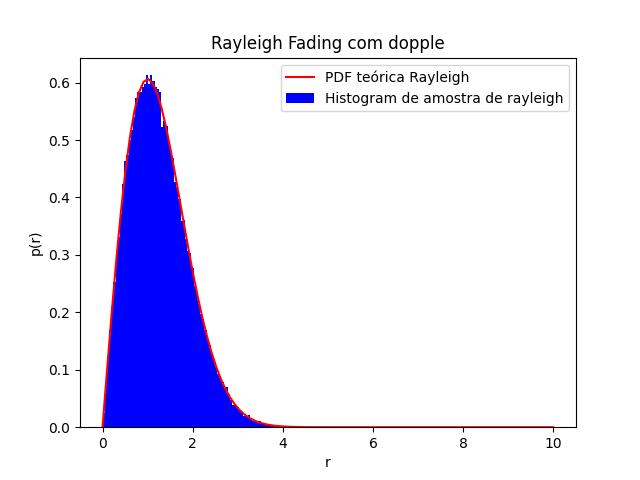 Rayleigh Fading com dopple
PDF teórica Rayleigh
Histogram de amostra de rayleigh
p(r)
0.6
0.5
0.4
0.3
0.2
0.1
0.0
0 2 4 6 8 10
r